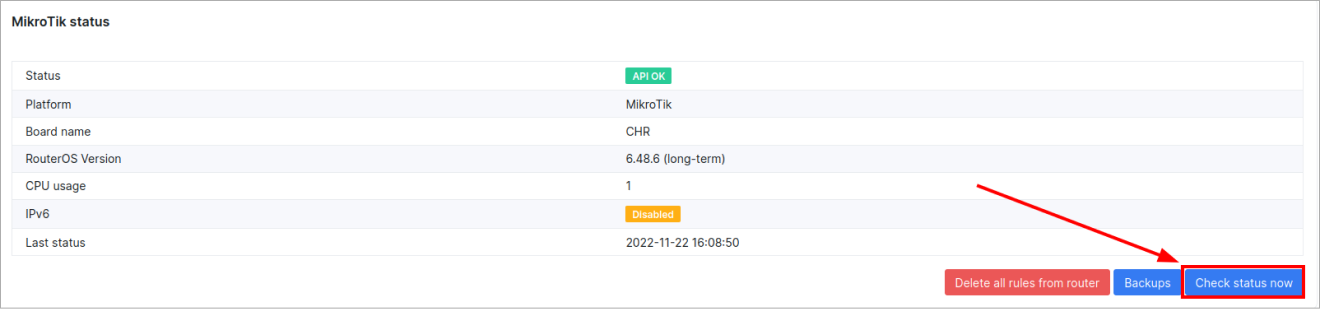 MikroTik status
Status API OK
Platform MikroTik
Board name CHR
RouterOS Version 6.48.6 (long-term)
CPU usage 1
IPv6 Disabled
Last status 2022-11-22 16:08:50
Delete all rules from router Backups Check status now